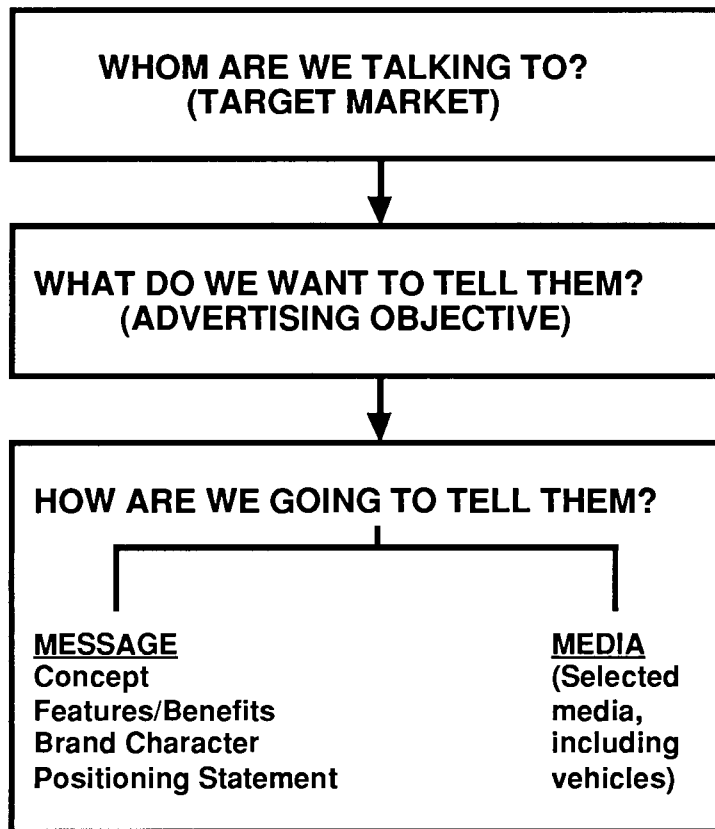 WHOM ARE WE TALKING TO?
(TARGET MARKET)
WHAT DO WE WANT TO TELL THEM?
(ADVERTISING OBJECTIVE)
HOW ARE WE GOING TO TELL THEM?
MESSAGE
Concept
Features/Benefits
Brand Character
Positioning Statement
MEDIA
(Selected
media,
including
vehicles)